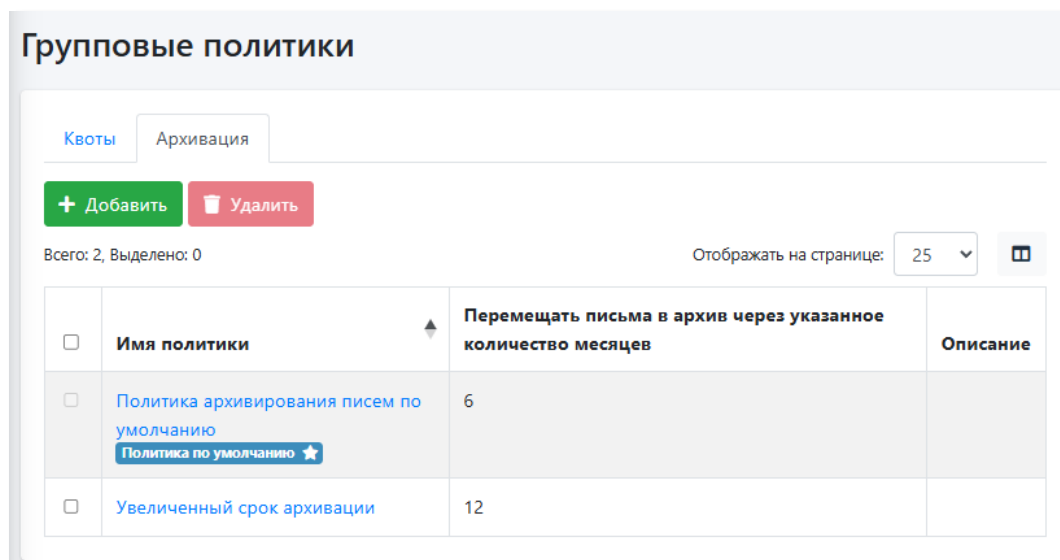 Групповые политики
Квоты
Архивация
Добавить
Удалить
Всего: 2, Выделено: 0
Отображать на странице:
25
Имя политики
Перемещать письма в архив через указанное
количество месяцев
Описание
Политика архивирования писем по
умолчанию
6
Политика по умолчанию
Увеличенный срок архивации
12